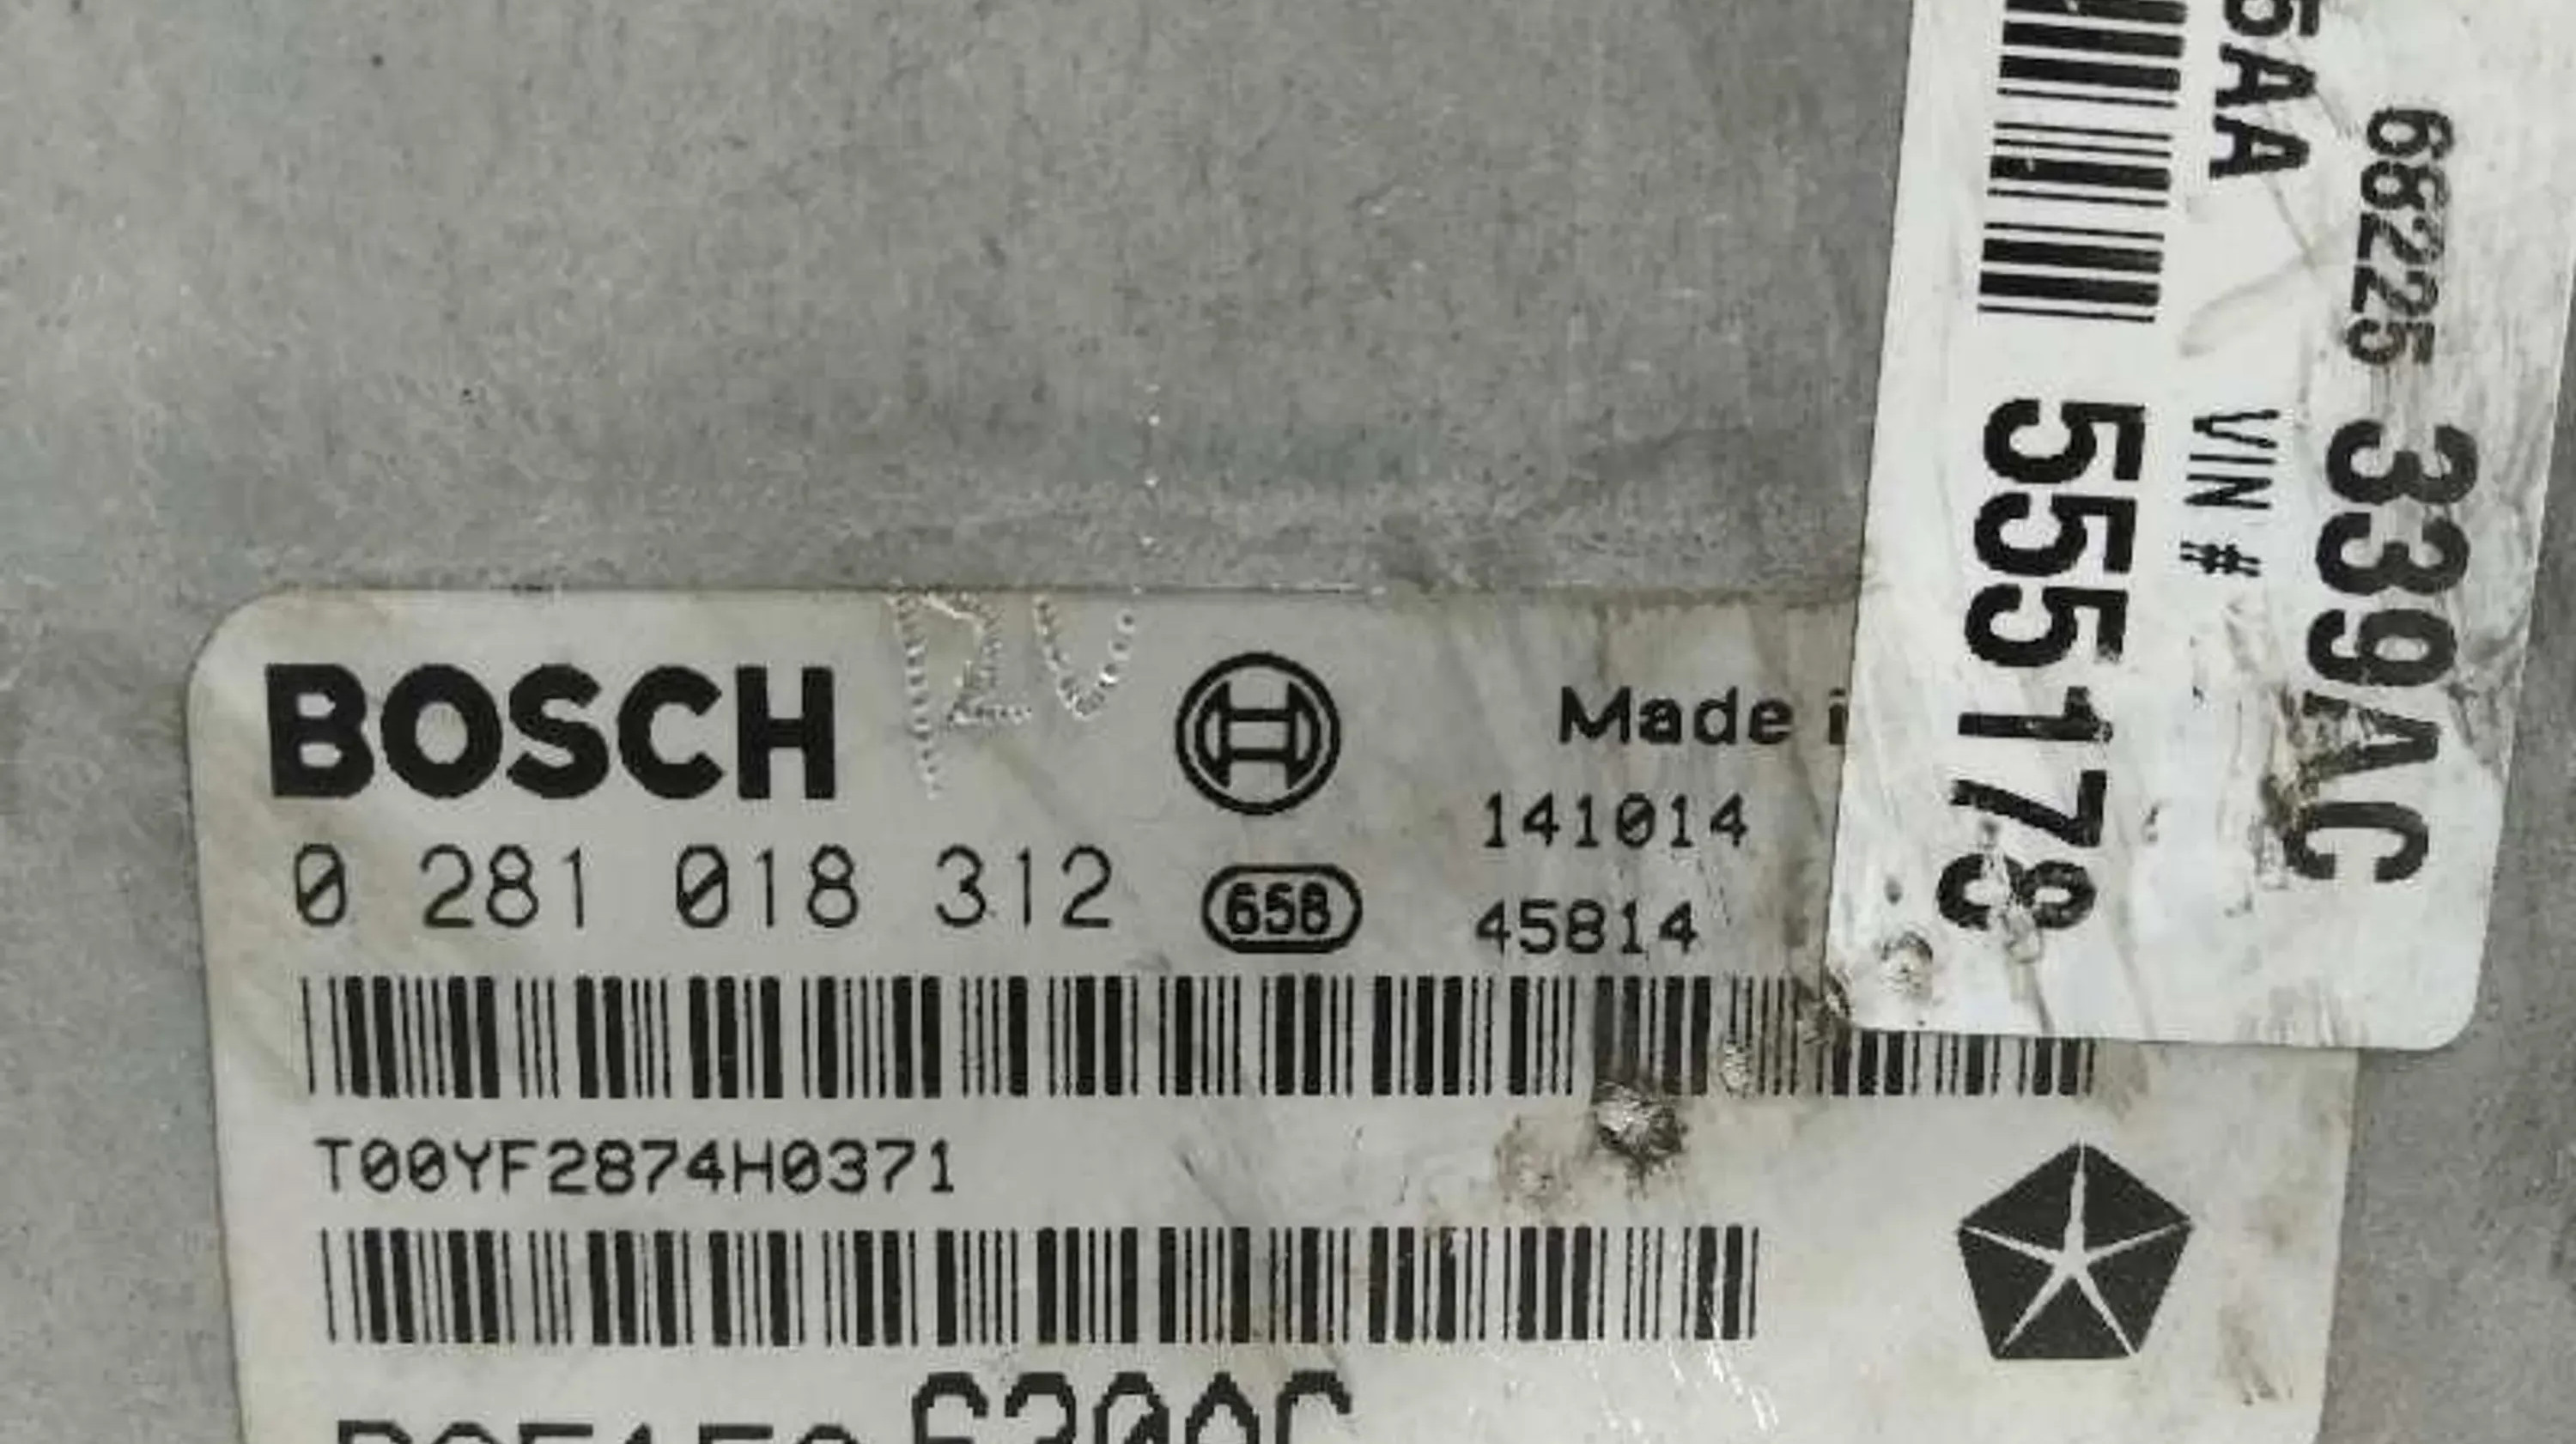 BOSCH
Made i
141014
0 281 018 312
658
45814
T00YF2874H0371
5AA
68225 339AC
VIN #
555178